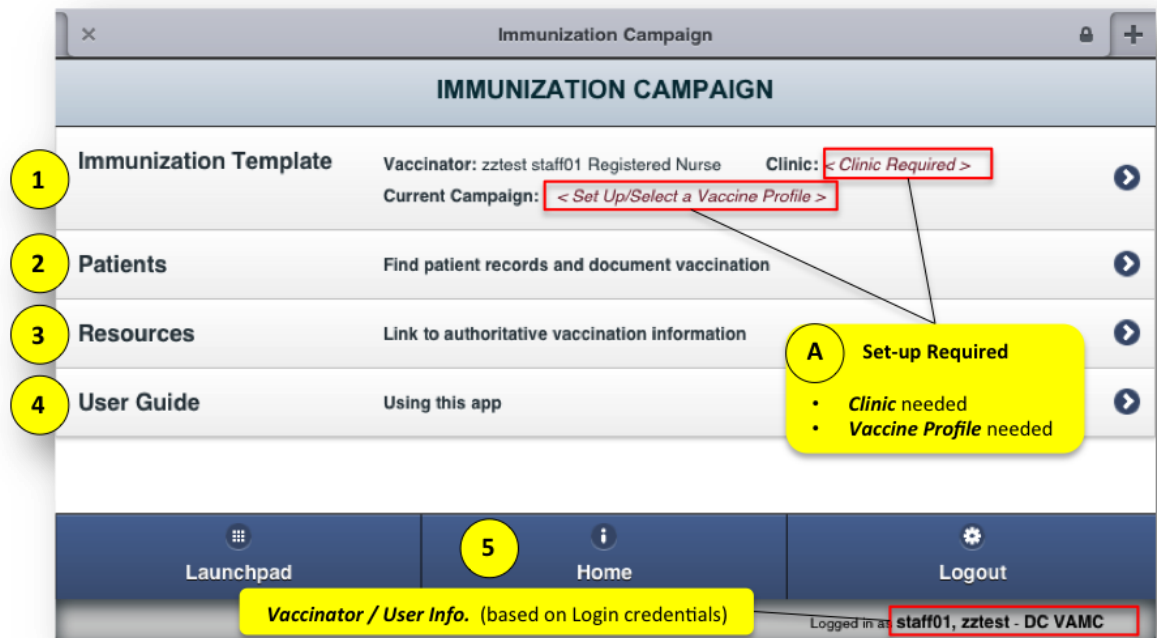 Immunization Campaign
IMMUNIZATION CAMPAIGN
1
Immunization Template
Vaccinator: zztest staff01 Registered Nurse
Clinic: < Clinic Required >
Current Campaign: < Set Up/Select a Vaccine Profile >
2
Patients
Find patient records and document vaccination
3
Resources
Link to authoritative vaccination information
4
User Guide
Using this app
A
Set-up Required
• Clinic needed
• Vaccine Profile needed
5
Launchpad
Home
Logout
Vaccinator / User Info. (based on Login credentials)
Logged in as staff01, zztest - DC VAMC